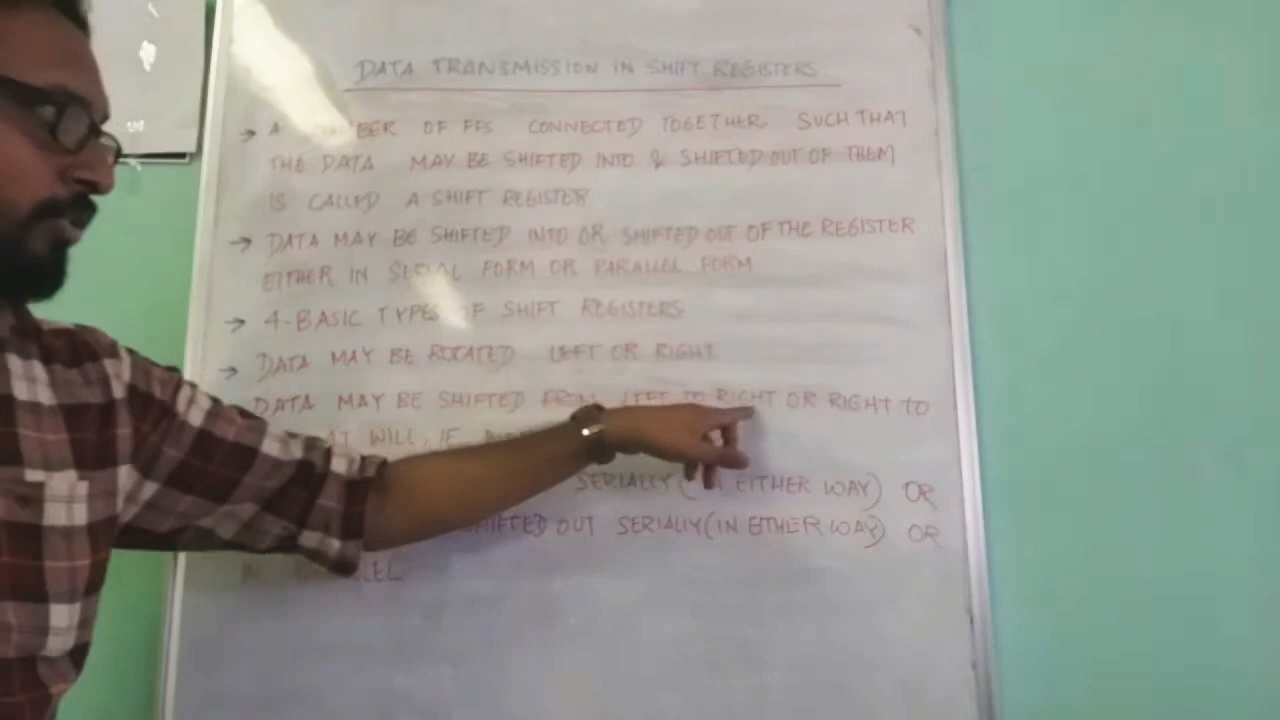 DATA TRANSMISSION IN SHIFT REGISTERS
→ A NUMBER OF FFS CONNECTED TOGETHER SUCH THAT
THE DATA MAY BE SHIFTED INTO & SHIFTED OUT OF THEM
IS CALLED A SHIFT REGISTER
→ DATA MAY BE SHIFTED INTO OR SHIFTED OUT OF THE REGISTER
EITHER IN SERIAL FORM OR PARALLEL FORM
→ 4-BASIC TYPES OF SHIFT REGISTERS
→ DATA MAY BE ROTATED LEFT OR RIGHT
DATA MAY BE SHIFTED FROM LEFT TO RIGHT OR RIGHT TO
AT WILL, IF
SERIALLY (IN EITHER WAY) OR
SHIFTED OUT SERIALLY (IN EITHER WAY) OR